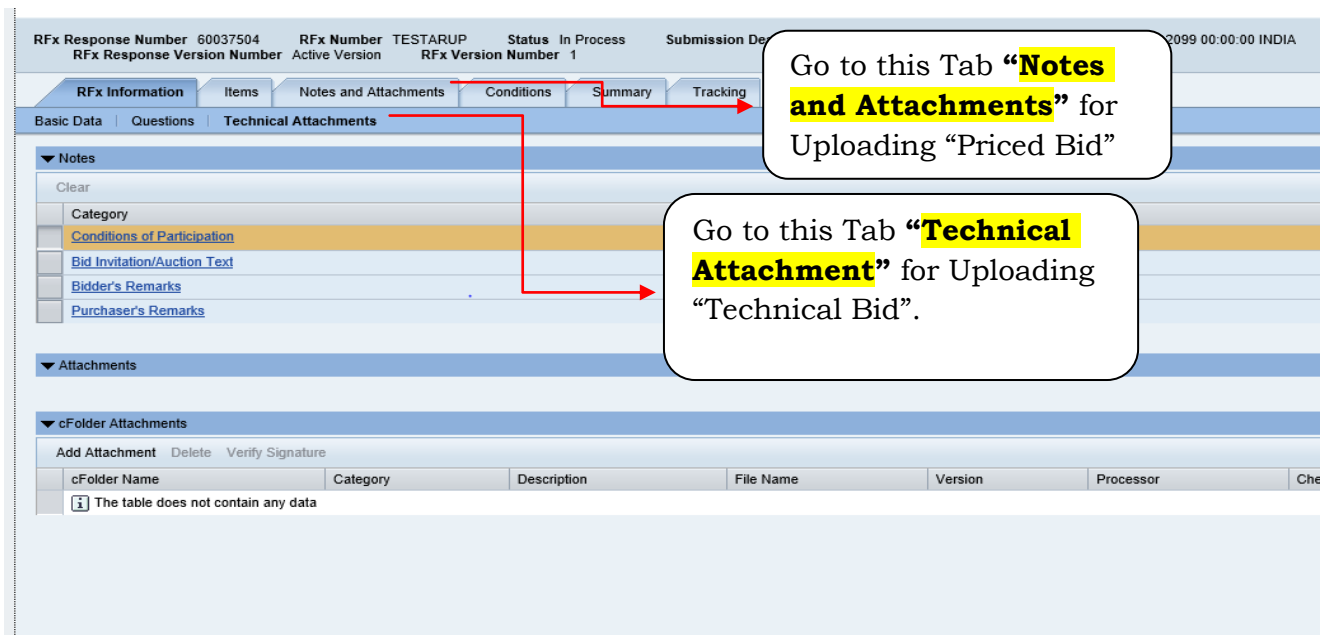 RFx Response Number 60037504 RFx Number TESTARUP Status In Process Submission De 2099 00:00:00 INDIA
RFx Response Version Number Active Version RFx Version Number 1
RFx Information Items Notes and Attachments Conditions Summary Tracking
Basic Data | Questions | Technical Attachments
Go to this Tab “Notes
and Attachments” for
Uploading “Priced Bid”
Notes
Clear
Category
Conditions of Participation
Bid Invitation/Auction Text
Bidder's Remarks
Purchaser's Remarks
Go to this Tab “Technical
Attachment” for Uploading
“Technical Bid”.
Attachments
cFolder Attachments
Add Attachment Delete Verify Signature
cFolder Name Category Description File Name Version Processor Che
i The table does not contain any data